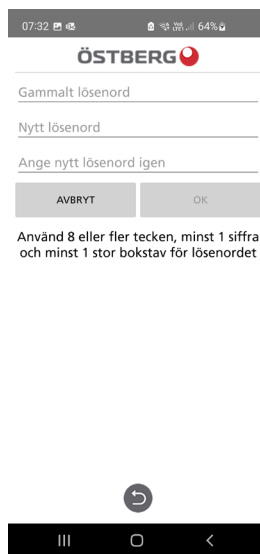 07:32 64%
ÖSTBERG
Gammalt lösenord
Nytt lösenord
Ange nytt lösenord igen
AVBRYT OK
Använd 8 eller fler tecken, minst 1 siffra
och minst 1 stor bokstav för lösenordet